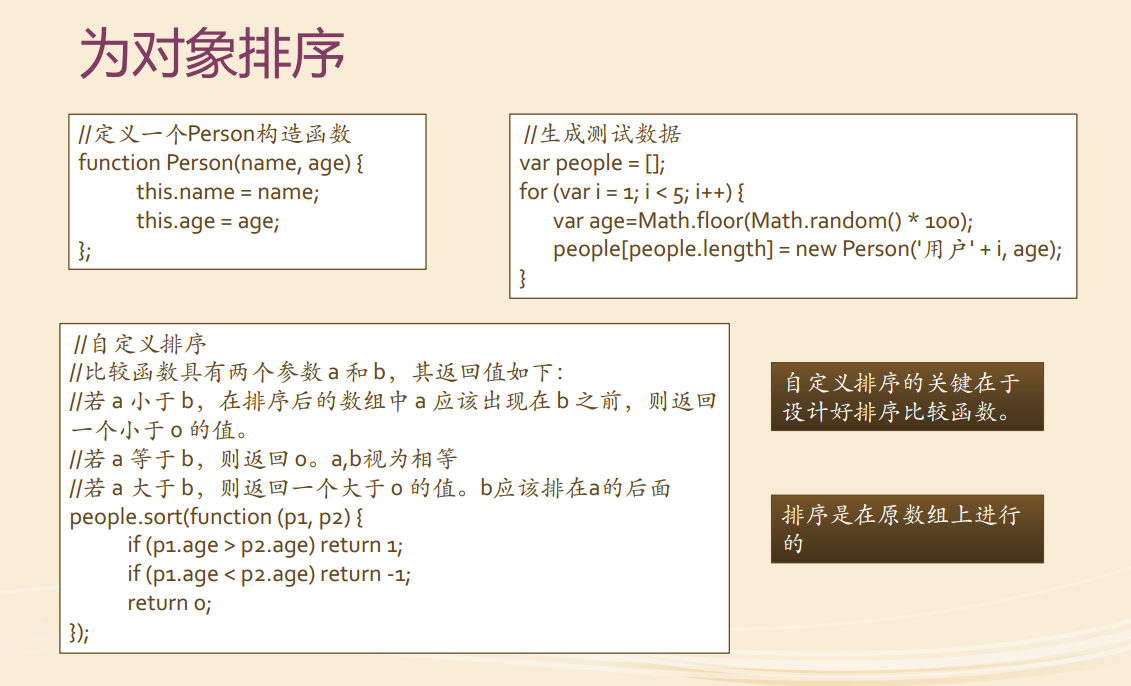 为对象排序
//定义一个Person构造函数
function Person(name, age) {
this.name = name;
this.age = age;
};
//生成测试数据
var people = [];
for (var i = 1; i < 5; i++) {
var age=Math.floor(Math.random() * 100);
people[people.length] = new Person('用户' + i, age);
}
//自定义排序
//比较函数具有两个参数 a 和 b，其返回值如下：
//若 a 小于 b，在排序后的数组中 a 应该出现在 b 之前，则返回
一个小于 0 的值。
//若 a 等于 b，则返回 0。a,b视为相等
//若 a 大于 b，则返回一个大于 0 的值。b应该排在a的后面
people.sort(function (p1, p2) {
if (p1.age > p2.age) return 1;
if (p1.age < p2.age) return -1;
return 0;
});
自定义排序的关键在于
设计好排序比较函数。
排序是在原数组上进行
的